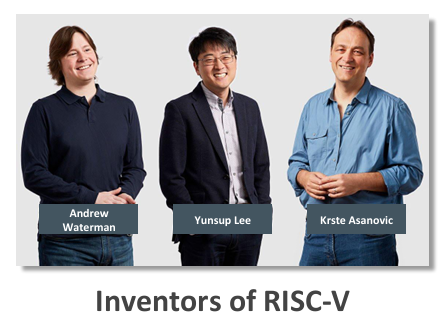 Andrew
Waterman
Yunsup Lee
Krste Asanovic
Inventors of RISC-V